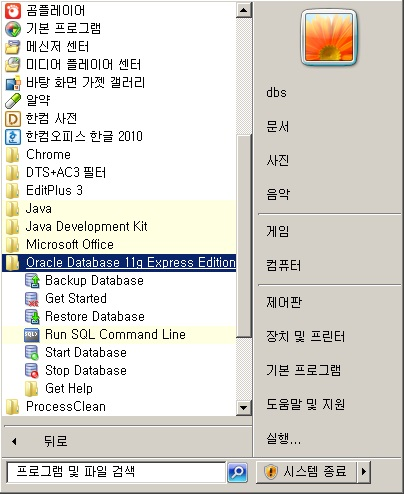 곰플레이어
기본 프로그램
메신저 센터
미디어 플레이어 센터
바탕 화면 가젯 갤러리
알약
한컴 사전
한컴오피스 한글 2010
Chrome
DTS+AC3 필터
EditPlus 3
Java
Java Development Kit
Microsoft Office
Oracle Database 11g Express Edition
Backup Database
Get Started
Restore Database
Run SQL Command Line
Start Database
Stop Database
Get Help
ProcessClean
뒤로
프로그램 및 파일 검색
dbs
문서
사진
음악
게임
컴퓨터
제어판
장치 및 프린터
기본 프로그램
도움말 및 지원
실행...
시스템 종료